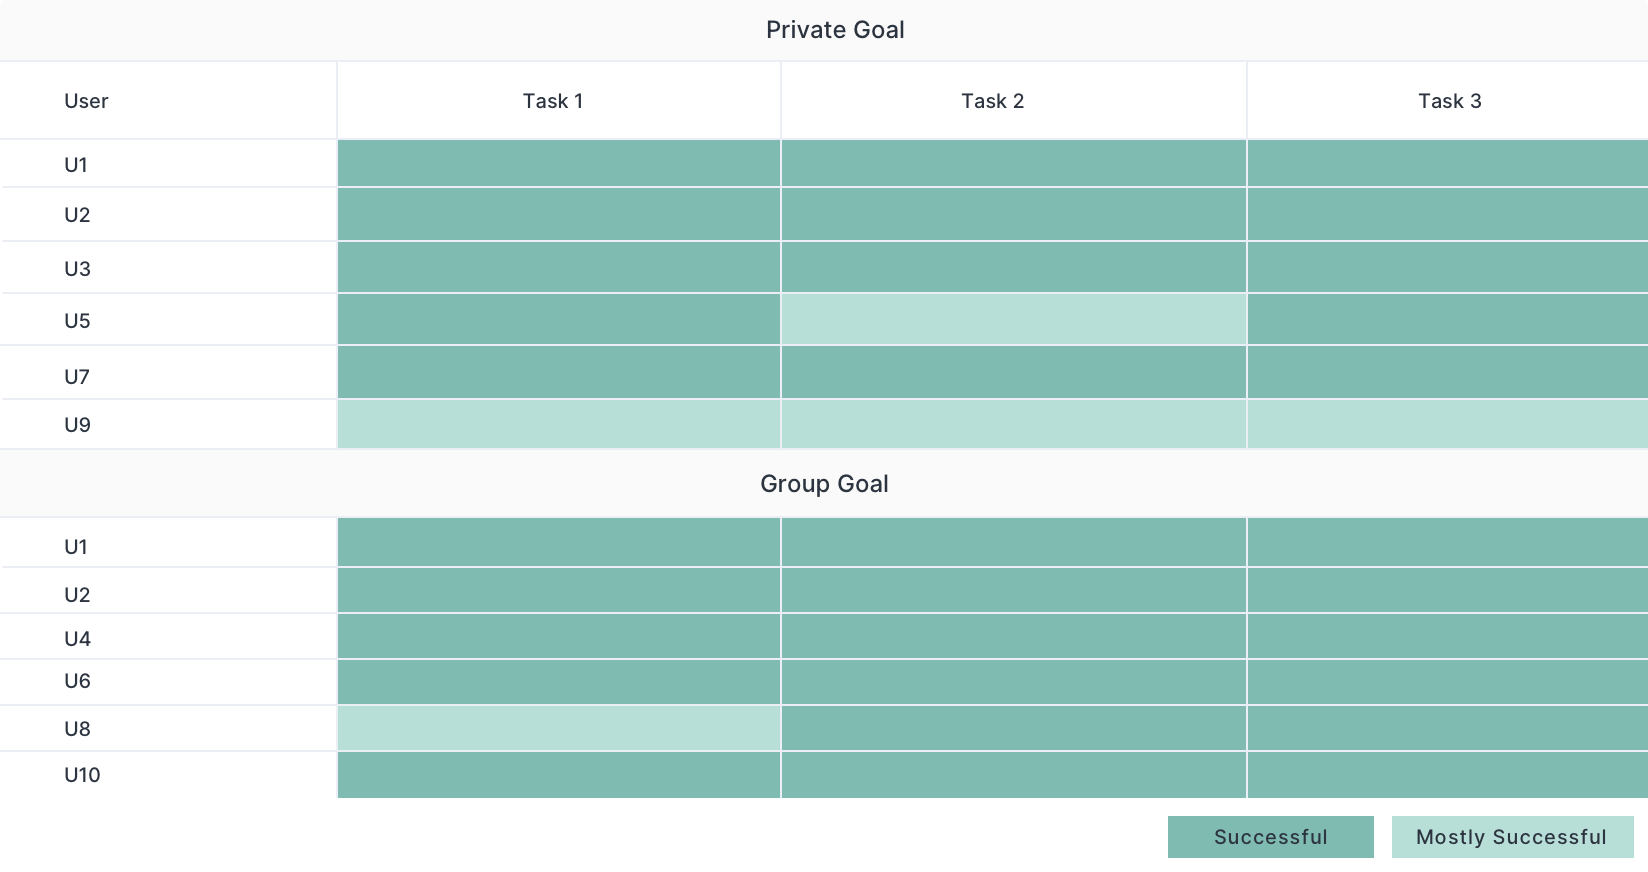 Private Goal
User Task 1 Task 2 Task 3
U1
U2
U3
U5
U7
U9
Group Goal
U1
U2
U4
U6
U8
U10
Successful Mostly Successful